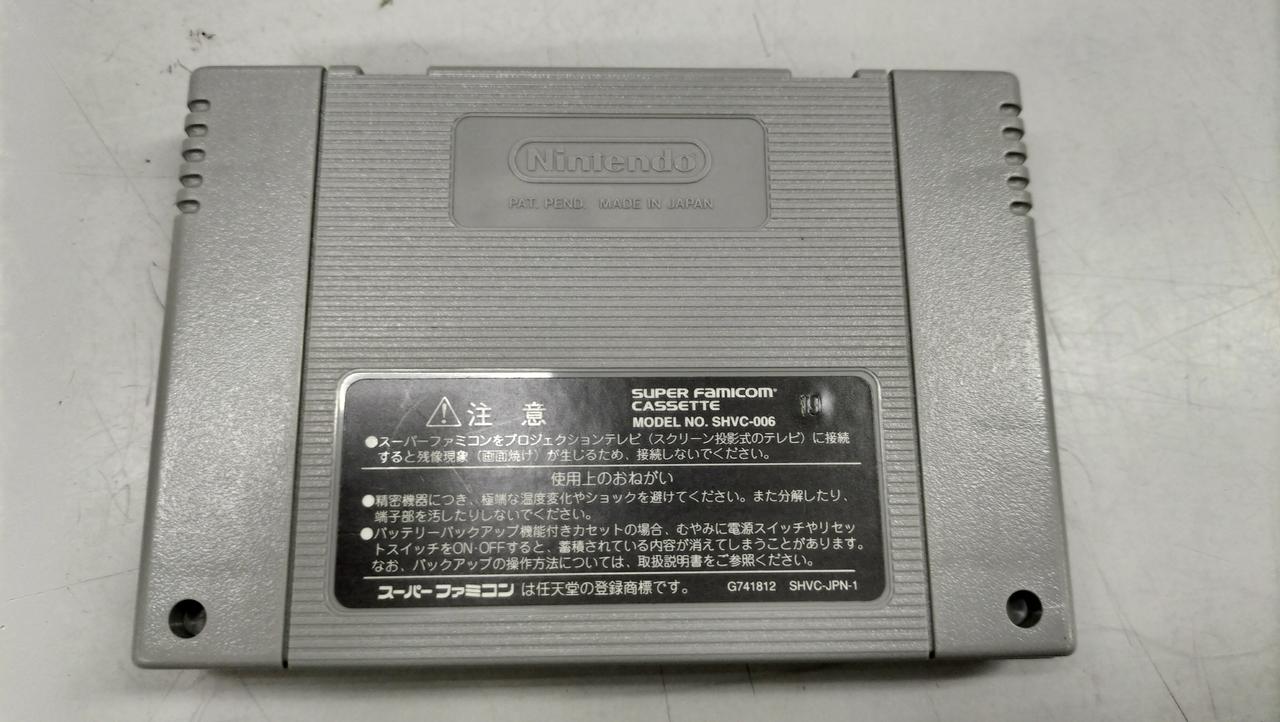 Nintendo
PAT. PEND. MADE IN JAPAN
⚠注 意
SUPER FAMICOM
CASSETTE
MODEL NO. SHVC-006
10
●スーパーファミコンをプロジェクションテレビ（スクリーン投影式のテレビ）に接続
すると残像現象（画面焼け）が生じるため、接続しないでください。
使用上のおねがい
●精密機器につき、極端な温度変化やショックを避けてください。また分解したり、
端子部を汚したりしないでください。
●バッテリーバックアップ機能付きカセットの場合、むやみに電源スイッチやリセッ
トスイッチをON・OFFすると、蓄積されている内容が消えてしまうことがあります。
なお、バックアップの操作方法については、取扱説明書をご参照ください。
スーパーファミコン は任天堂の登録商標です。 G741812 SHVC-JPN-1